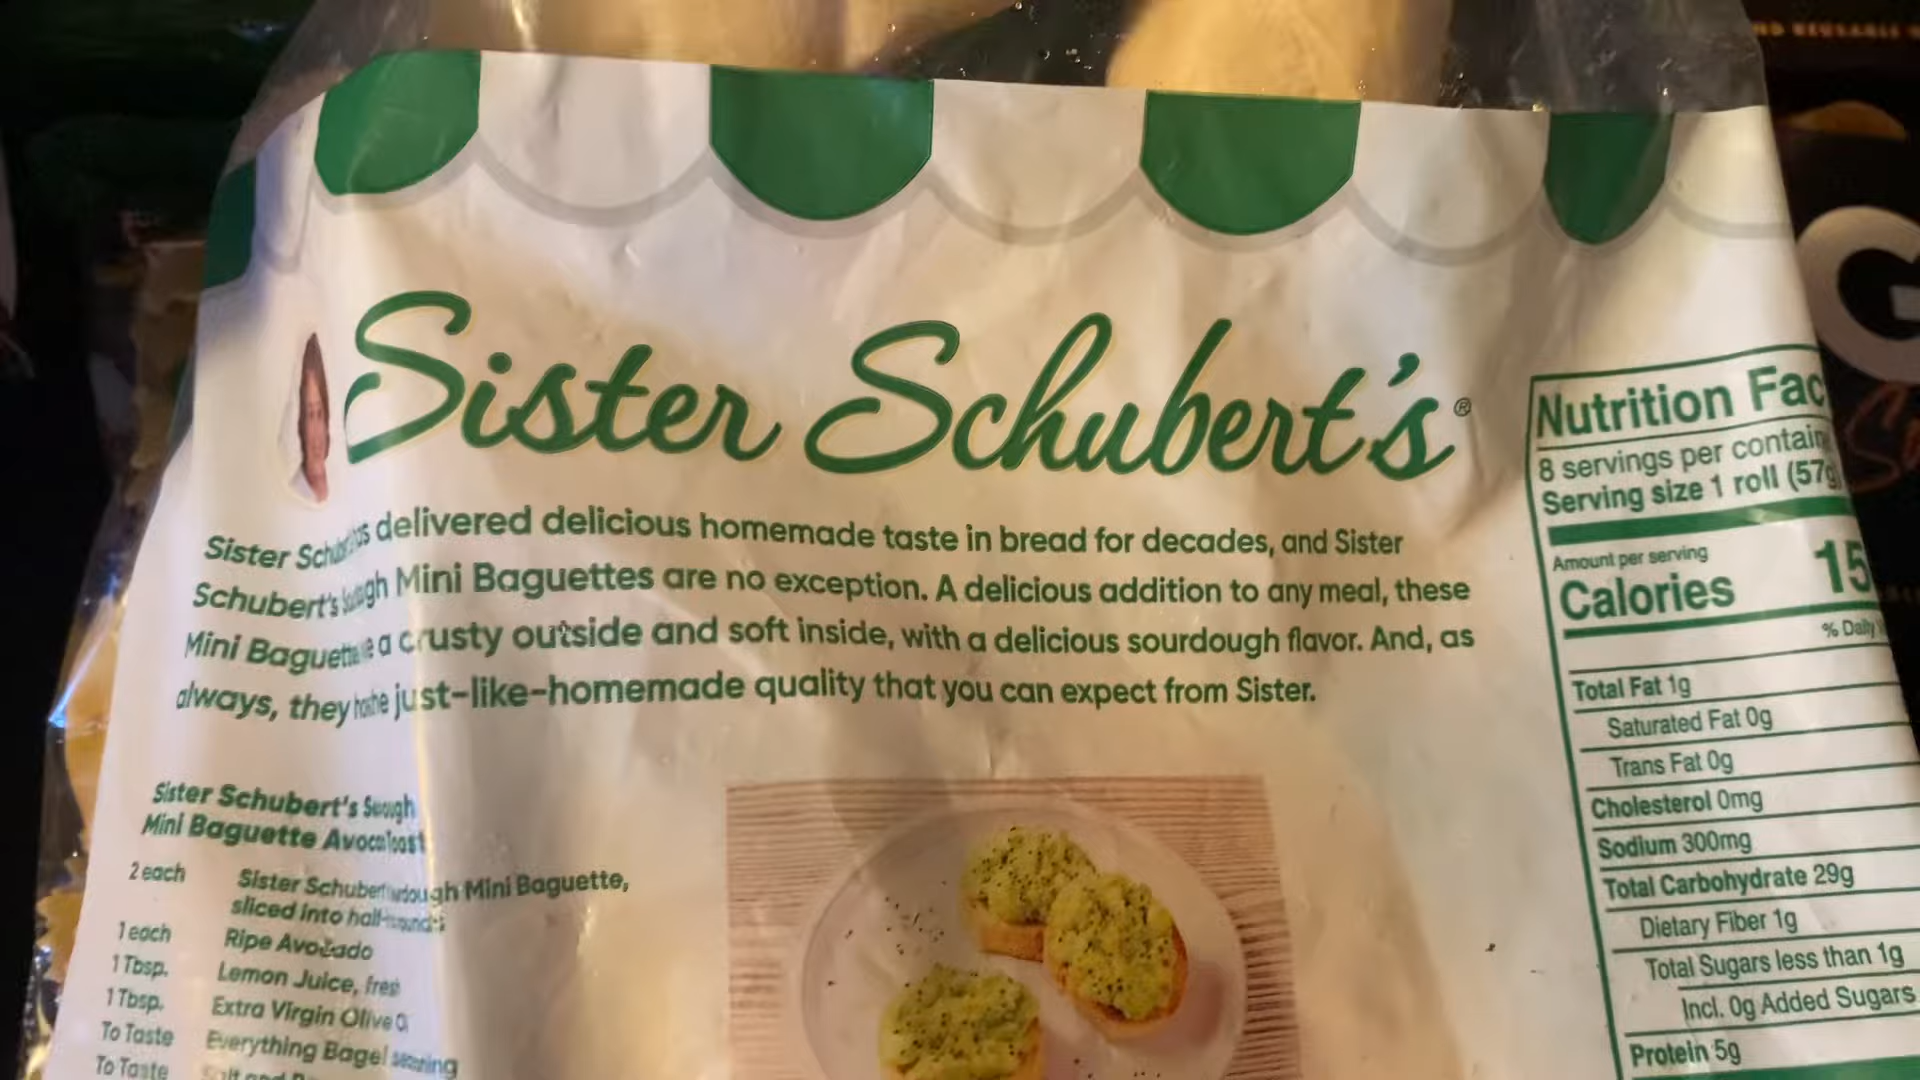 Sister Schubert's®
Sister delivered delicious homemade taste in bread for decades, and Sister
Schubert's Mini Baguettes are no exception. A delicious addition to any meal, these
Mini a crusty outside and soft inside, with a delicious sourdough flavor. And, as
always, they just-like-homemade quality that you can expect from Sister.
Sister Schubert's
Mini Baguette
2 each Sister Mini Baguette,
sliced into
1 each Ripe Avocado
1 Tbsp. Lemon Juice,
1 Tbsp. Extra Virgin Olive
To Taste Everything Bagel
To Taste
Nutrition
8 servings per
Serving size 1 roll
Amount per serving
Calories
% Daily
Total Fat 1g
Saturated Fat 0g
Trans Fat 0g
Cholesterol 0mg
Sodium 300mg
Total Carbohydrate 29g
Dietary Fiber 1g
Total Sugars less than 1g
Incl. 0g Added Sugars
Protein 5g
G